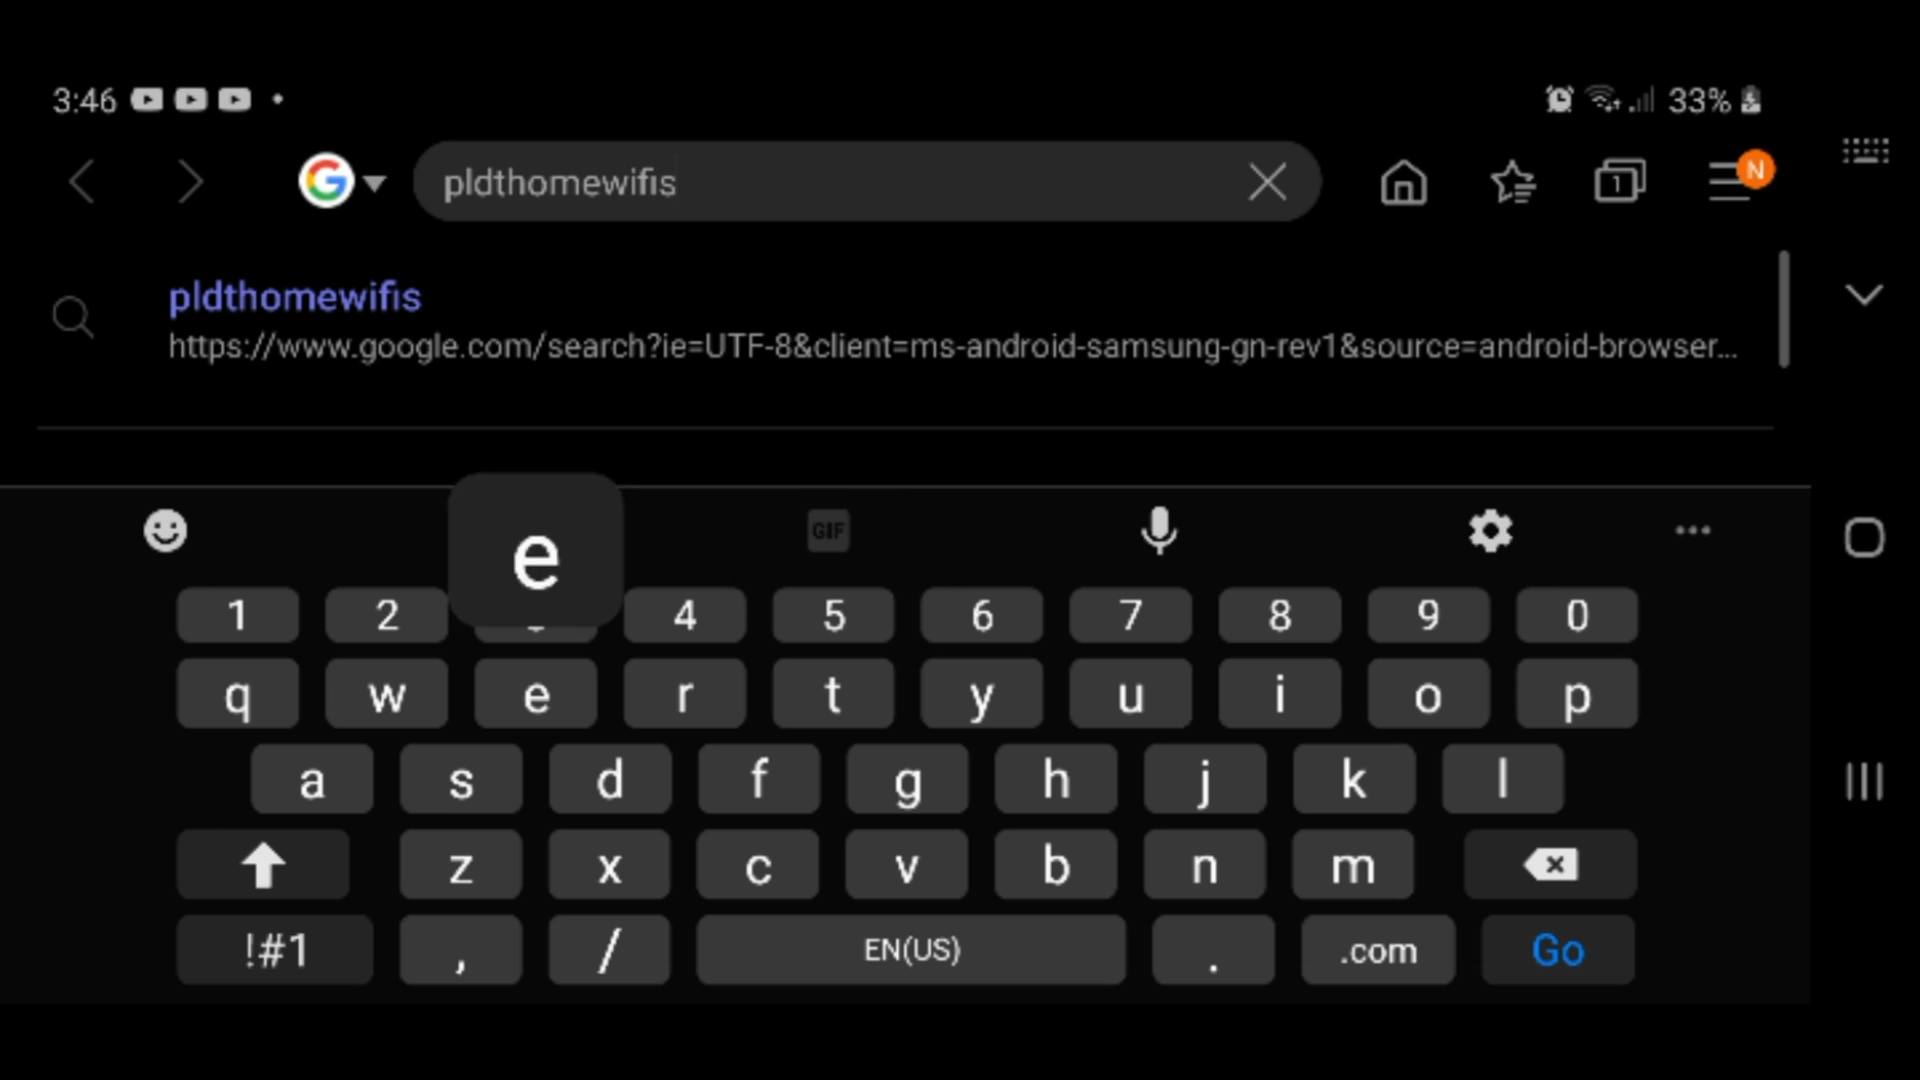 3:46 33%
pldthomewifis
1 N
pldthomewifis
https://www.google.com/search?ie=UTF-8&client=ms-android-samsung-gn-rev1&source=android-browser...
e GIF
1 2 4 5 6 7 8 9 0
q w e r t y u i o p
a s d f g h j k l
z x c v b n m
!#1 , / EN(US) . .com Go